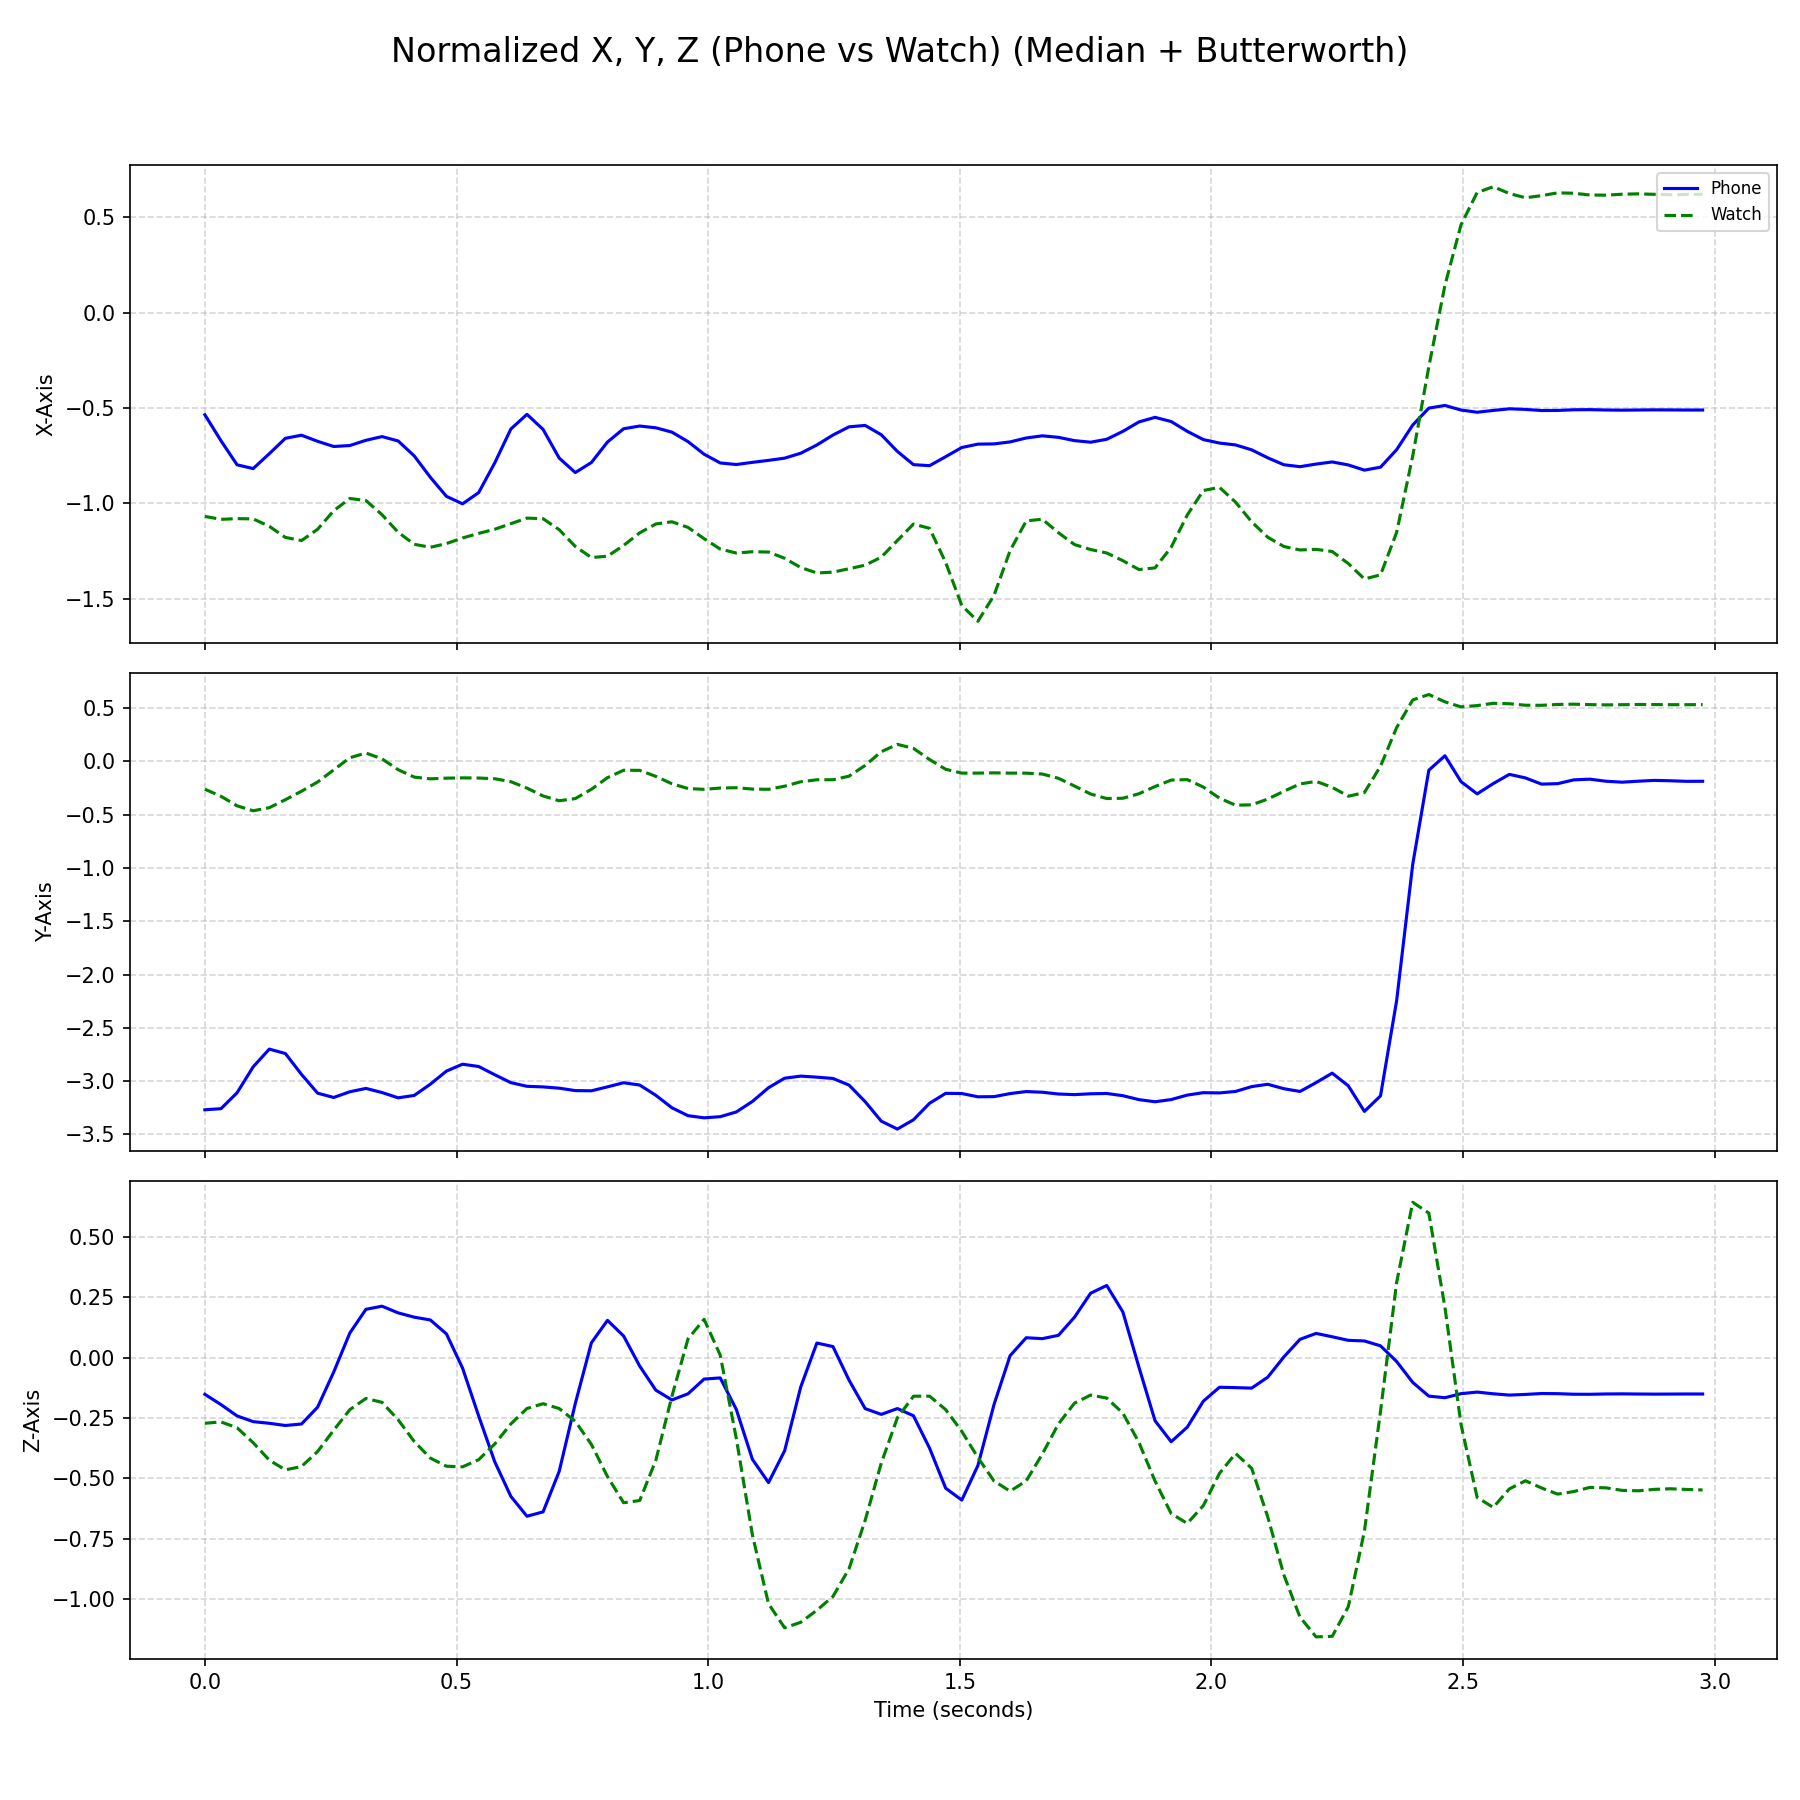 Normalized X, Y, Z (Phone vs Watch) (Median + Butterworth)
Phone
Watch
X-Axis
0.5
0.0
−0.5
−1.0
−1.5
Y-Axis
0.5
0.0
−0.5
−1.0
−1.5
−2.0
−2.5
−3.0
−3.5
Z-Axis
0.50
0.25
0.00
−0.25
−0.50
−0.75
−1.00
0.0 0.5 1.0 1.5 2.0 2.5 3.0
Time (seconds)